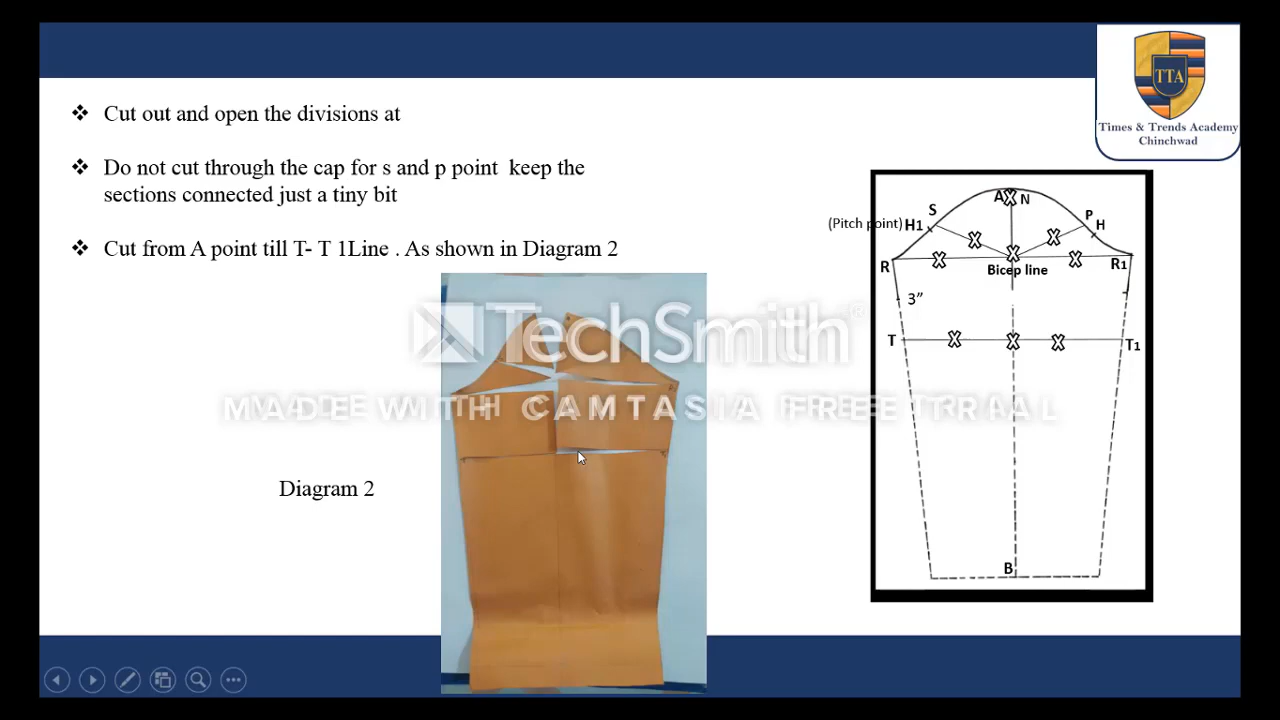 TTA
Times & Trends Academy
Chinchwad
❖ Cut out and open the divisions at
❖ Do not cut through the cap for s and p point keep the
sections connected just a tiny bit
❖ Cut from A point till T- T 1Line . As shown in Diagram 2
Diagram 2
TechSmith®
MADE WITH CAMTASIA FREE TRIAL
A N
S P
(Pitch point) H1 H
R Bicep line R1
3”
T T1
B